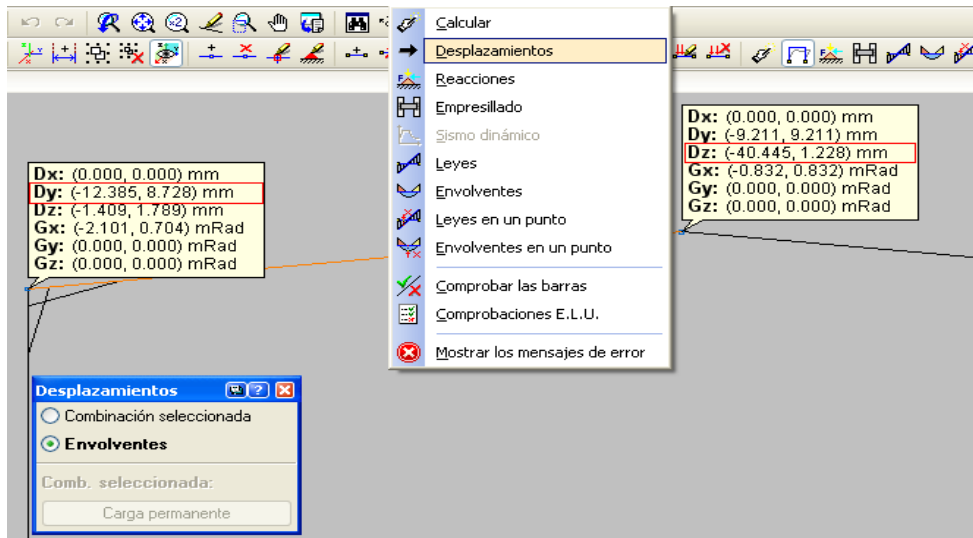 Calcular
Desplazamientos
Reacciones
Empresillado
Sismo dinámico
Leyes
Envolventes
Leyes en un punto
Envolventes en un punto
Comprobar las barras
Comprobaciones E.L.U.
Mostrar los mensajes de error
Dx: (0.000, 0.000) mm
Dy: (-12.385, 8.728) mm
Dz: (-1.409, 1.789) mm
Gx: (-2.101, 0.704) mRad
Gy: (0.000, 0.000) mRad
Gz: (0.000, 0.000) mRad
Dx: (0.000, 0.000) mm
Dy: (-9.211, 9.211) mm
Dz: (-40.445, 1.228) mm
Gx: (-0.832, 0.832) mRad
Gy: (0.000, 0.000) mRad
Gz: (0.000, 0.000) mRad
Desplazamientos
Combinación seleccionada
Envolventes
Comb. seleccionada:
Carga permanente